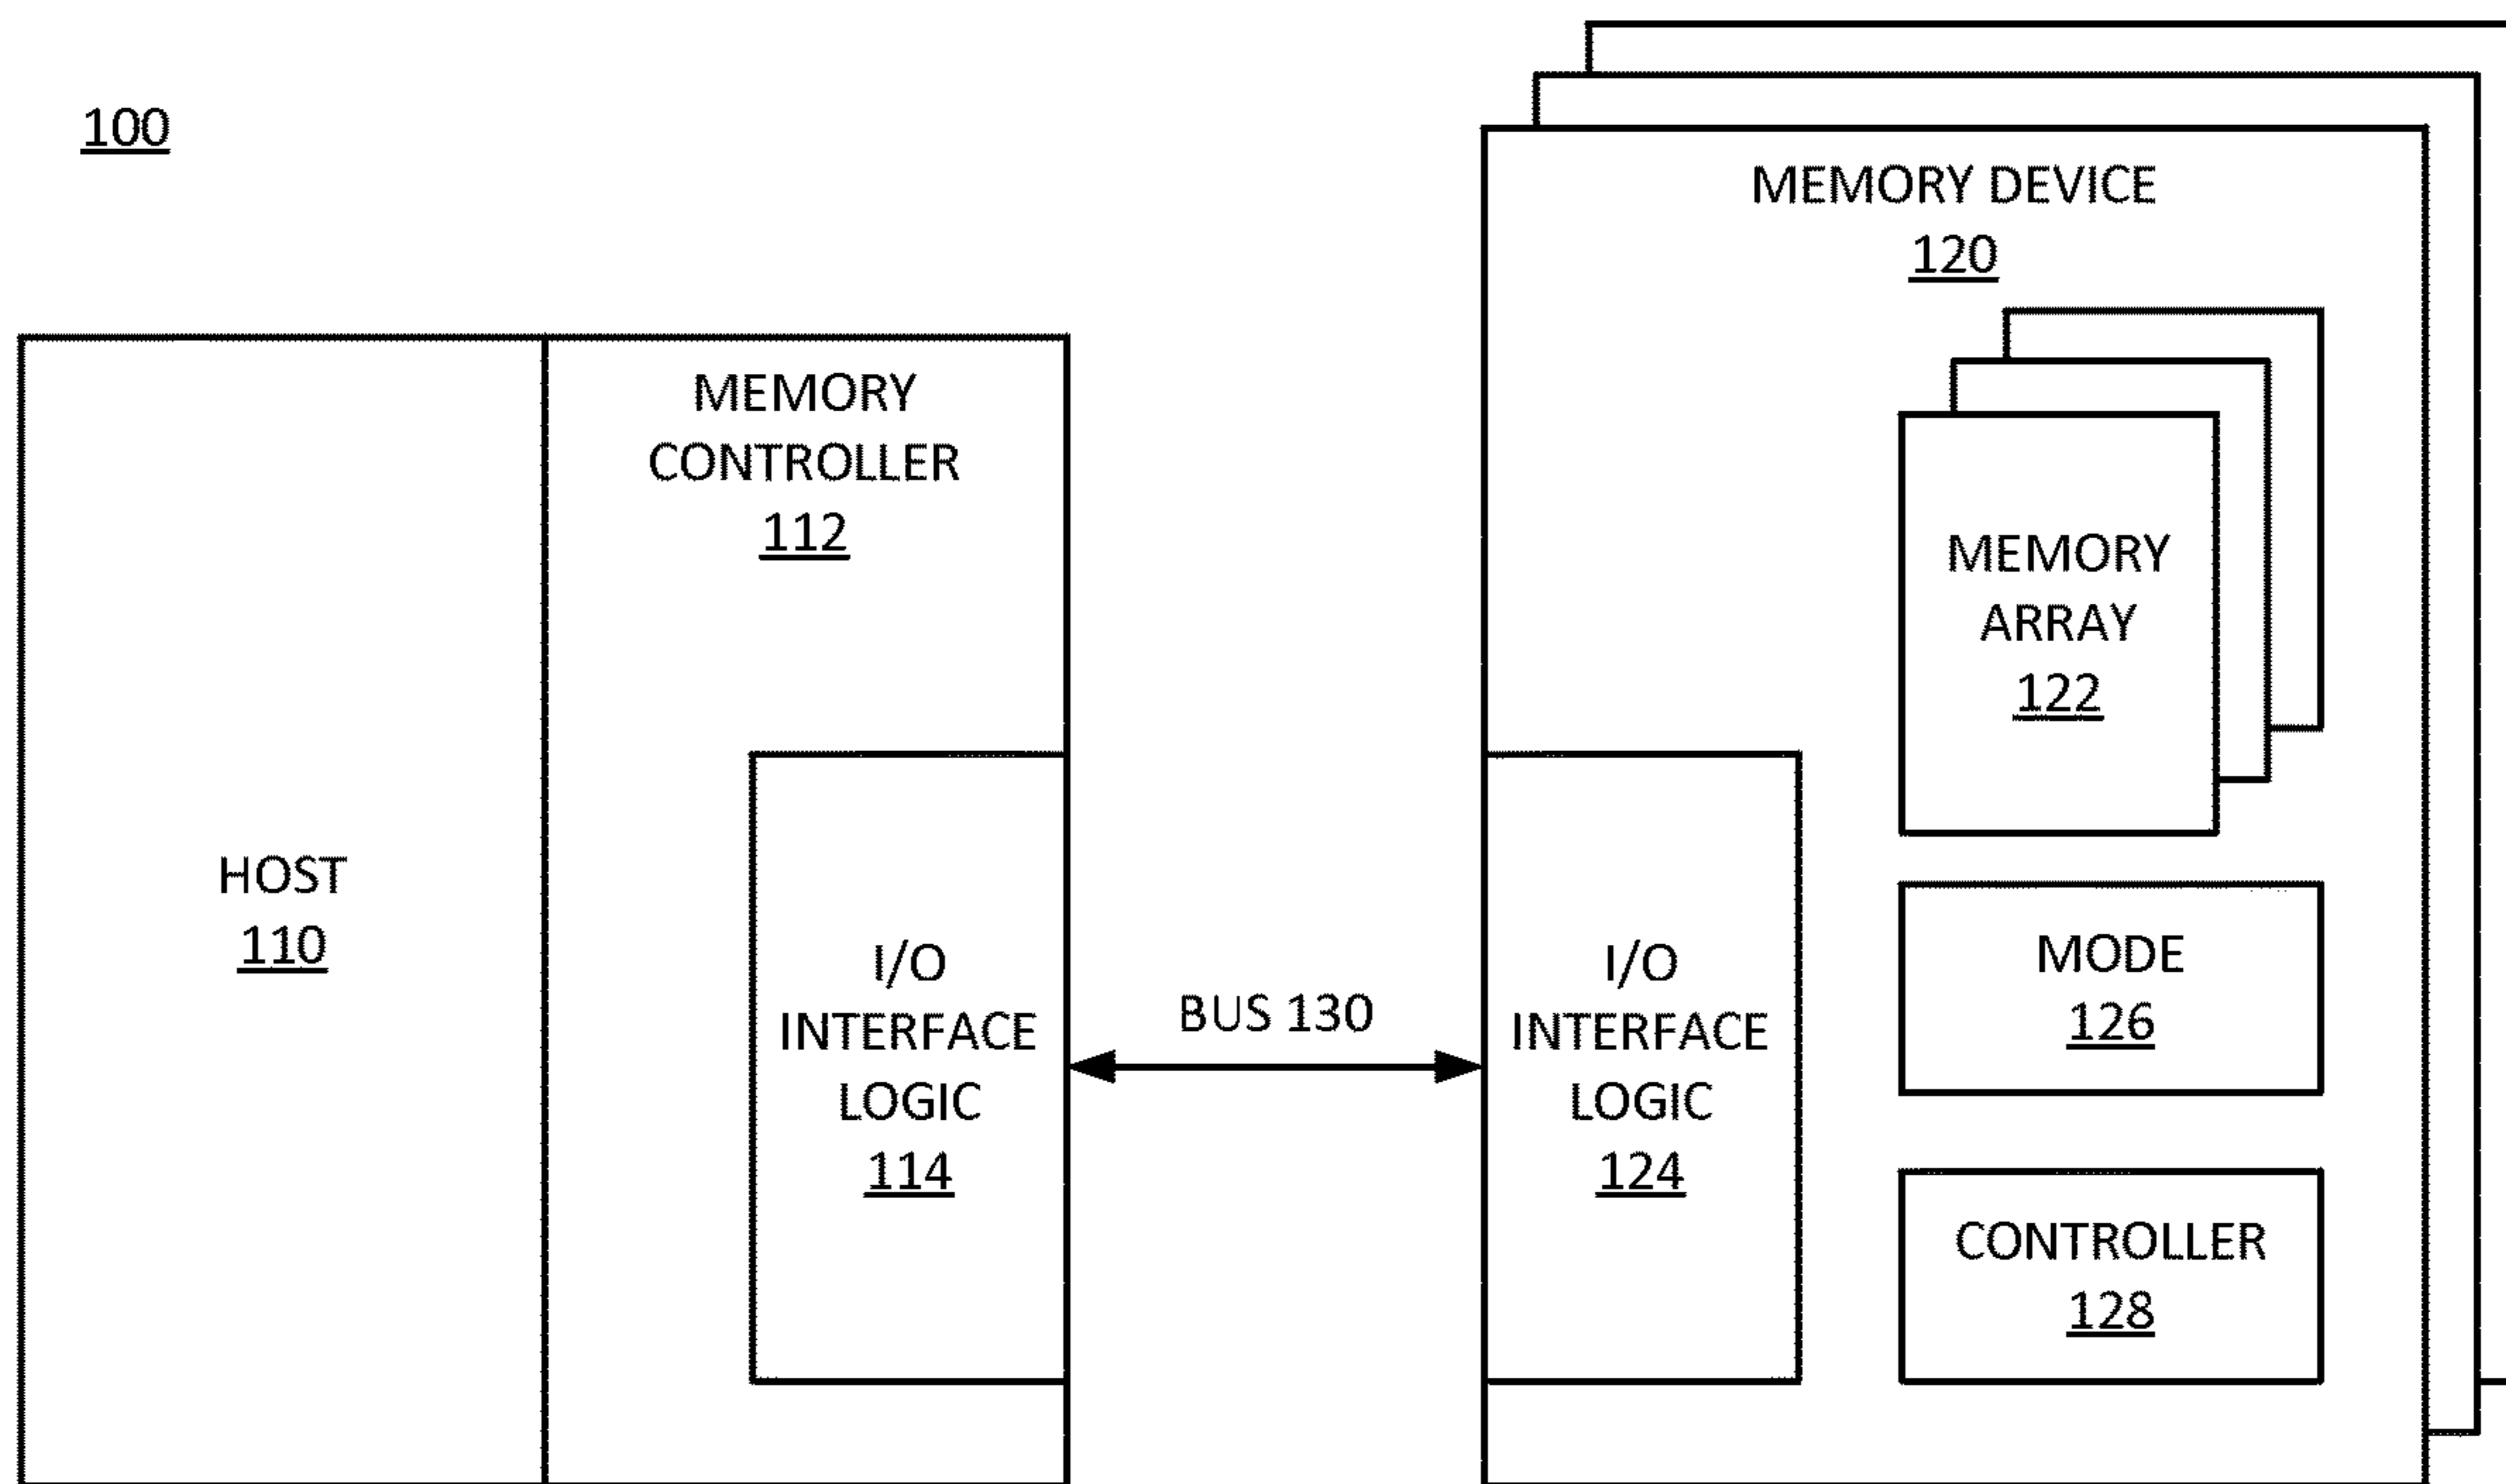 100
MEMORY DEVICE
120
MEMORY
CONTROLLER
112
MEMORY
ARRAY
122
HOST
110
I/O
INTERFACE
LOGIC
114
BUS 130
I/O
INTERFACE
LOGIC
124
MODE
126
CONTROLLER
128